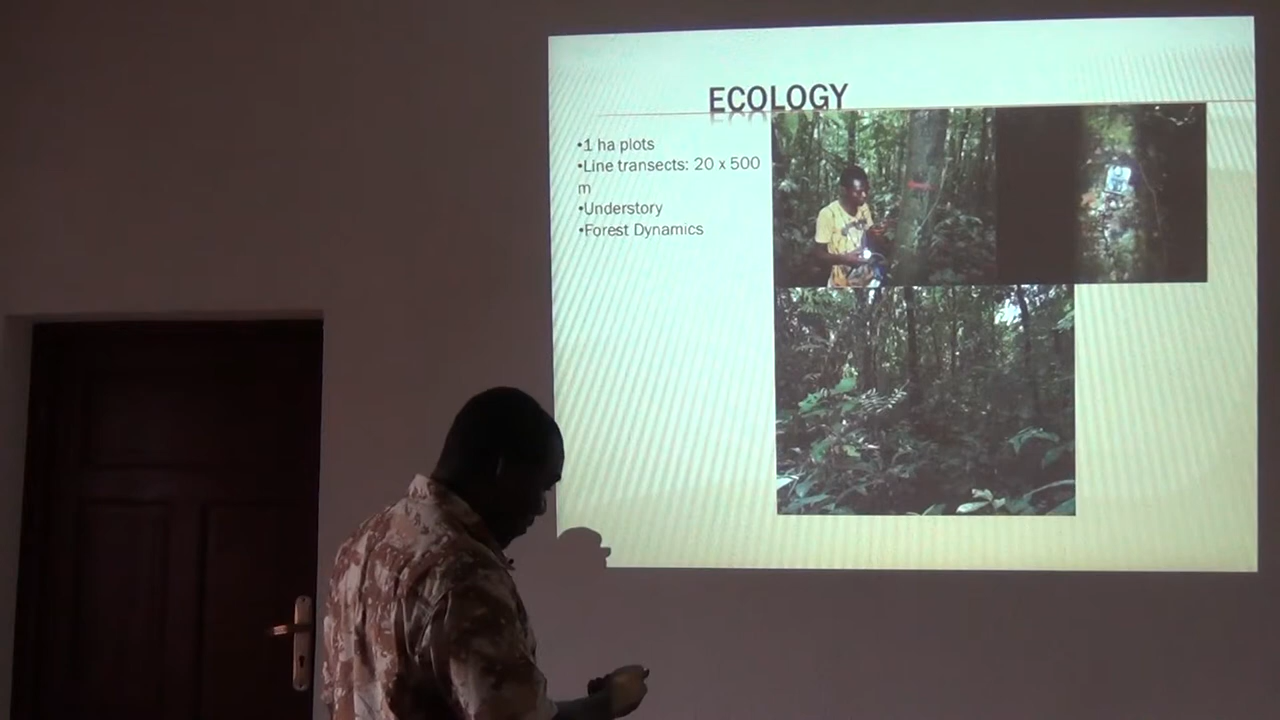 ECOLOGY
•1 ha plots
•Line transects: 20 x 500
m
•Understory
•Forest Dynamics